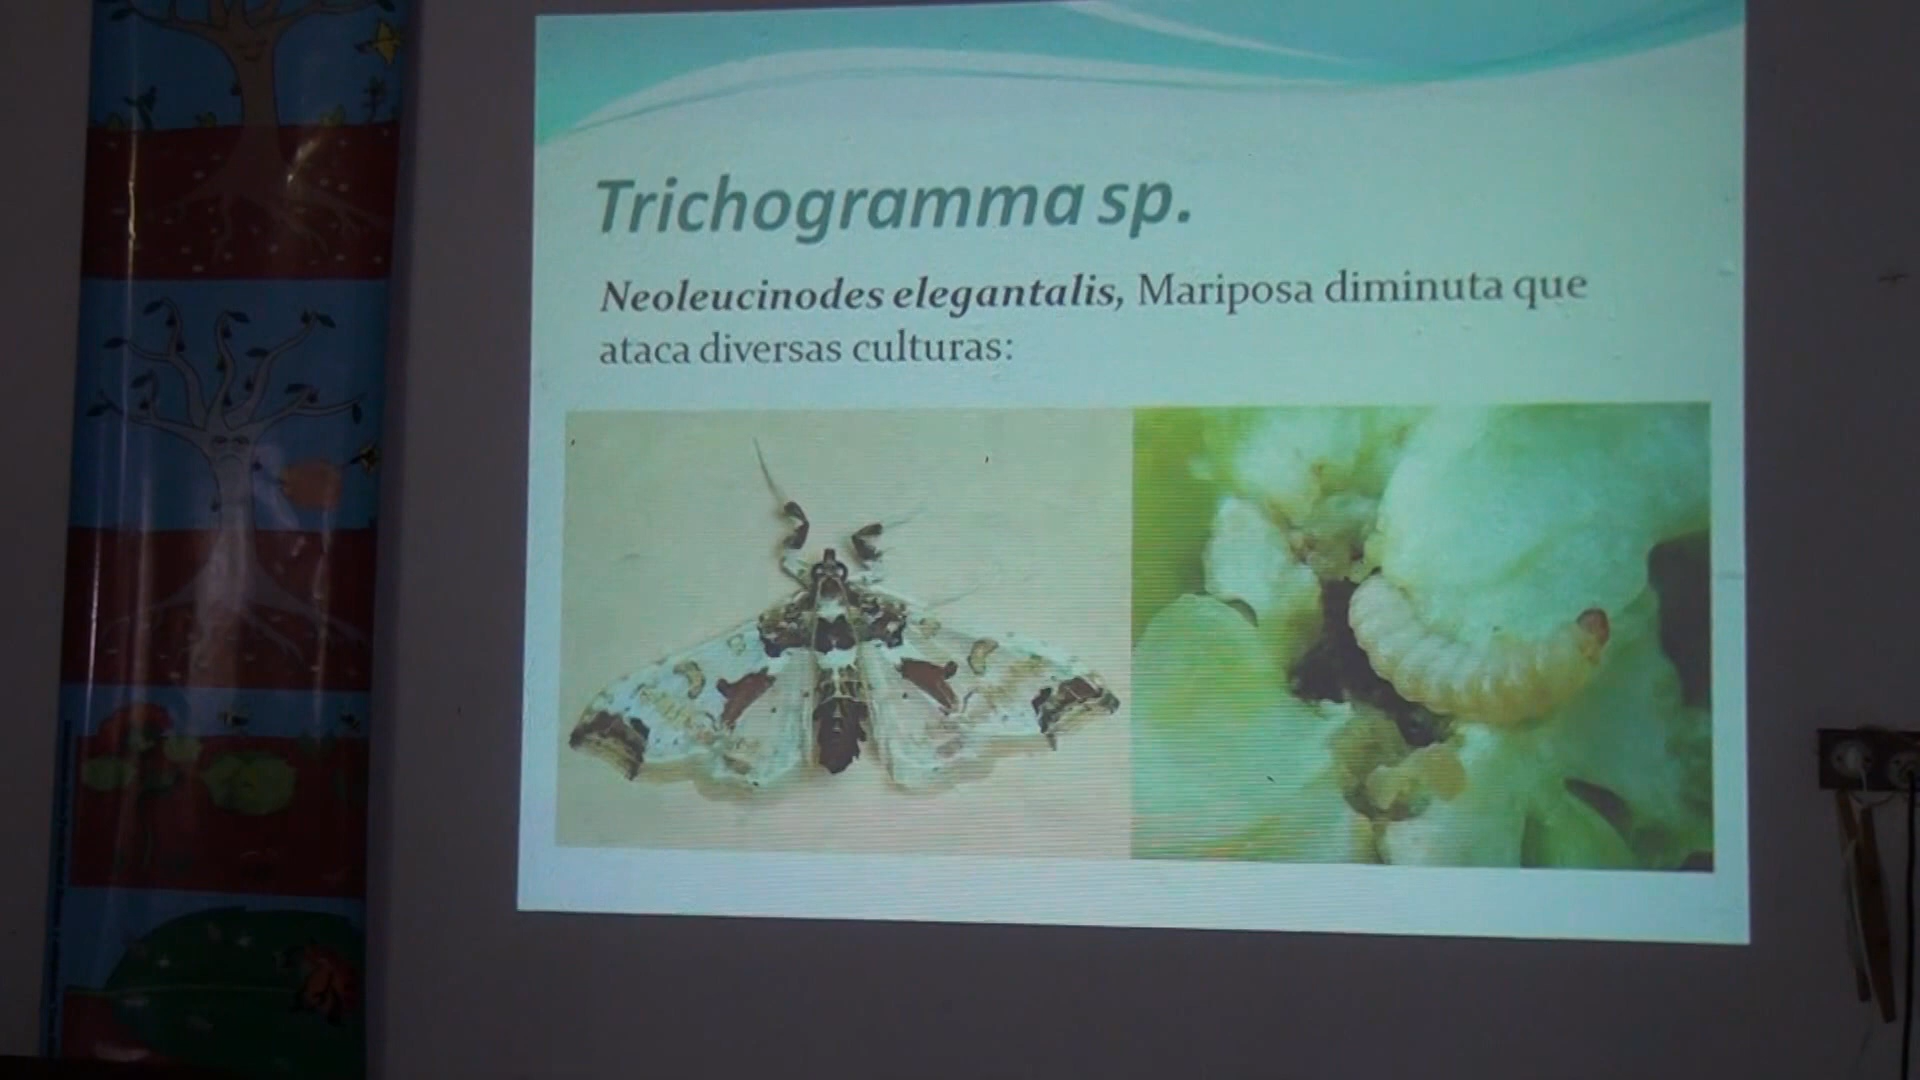 Trichogramma sp.
Neoleucinodes elegantalis, Mariposa diminuta que
ataca diversas culturas: